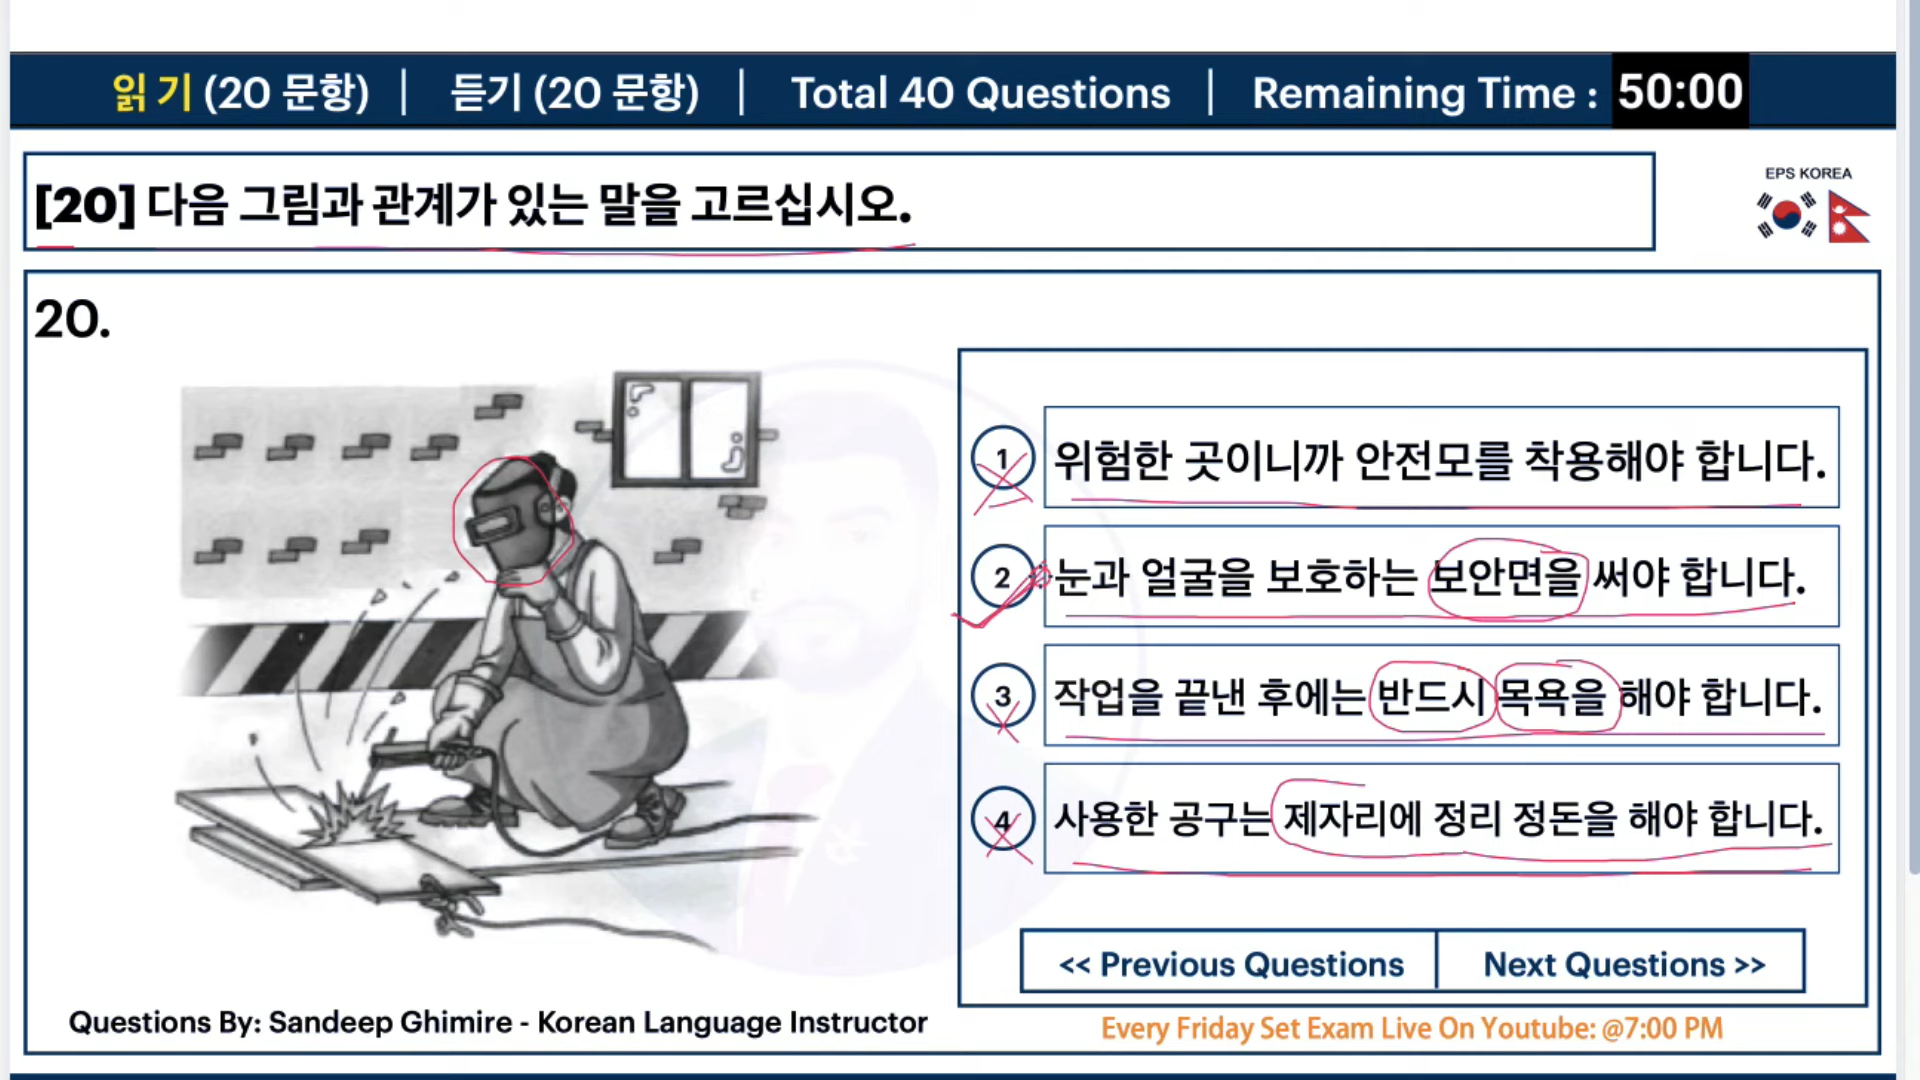 읽 기 (20 문항) | 듣기 (20 문항) | Total 40 Questions | Remaining Time : 50:00
[20] 다음 그림과 관계가 있는 말을 고르십시오.
EPS KOREA
20.
1 위험한 곳이니까 안전모를 착용해야 합니다.
2 눈과 얼굴을 보호하는 보안면을 써야 합니다.
3 작업을 끝낸 후에는 반드시 목욕을 해야 합니다.
4 사용한 공구는 제자리에 정리 정돈을 해야 합니다.
<< Previous Questions | Next Questions >>
Questions By: Sandeep Ghimire - Korean Language Instructor
Every Friday Set Exam Live On Youtube: @7:00 PM